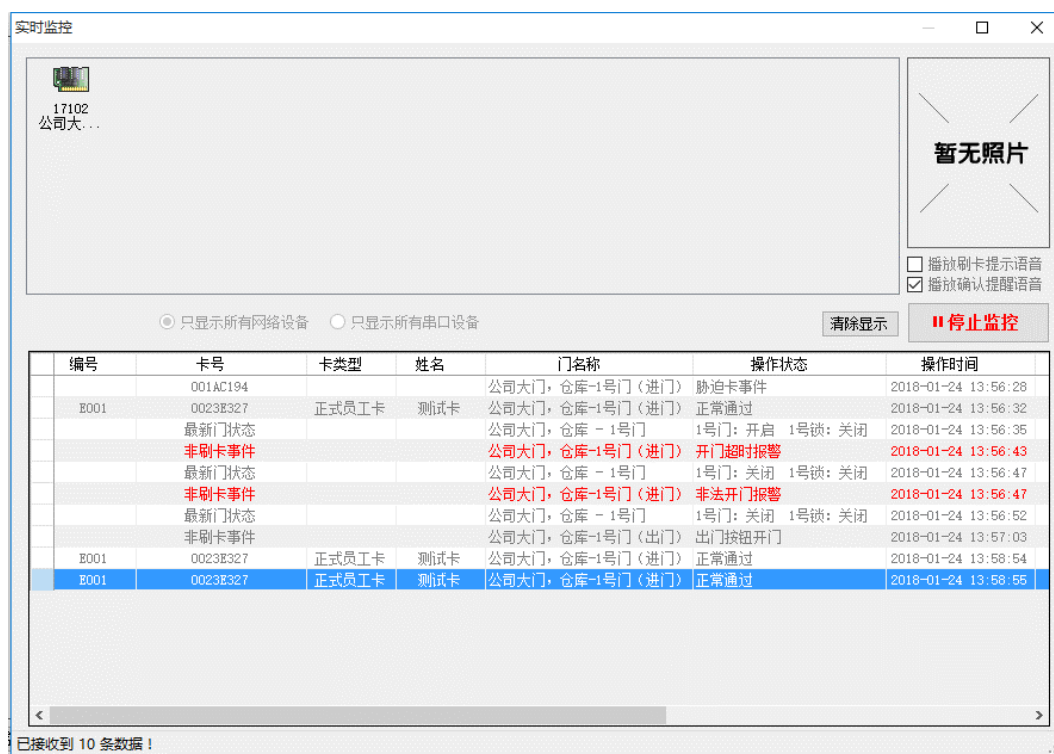 实时监控
17102
公司大...
暂无照片
播放刷卡提示语音
播放确认提醒语音
只显示所有网络设备 只显示所有串口设备 清除显示 停止监控
编号 卡号 卡类型 姓名 门名称 操作状态 操作时间
001AC194 公司大门，仓库-1号门（进门） 胁迫卡事件 2018-01-24 13:56:28
E001 0023E327 正式员工卡 测试卡 公司大门，仓库-1号门（进门） 正常通过 2018-01-24 13:56:32
最新门状态 公司大门，仓库 - 1号门 1号门：开启 1号锁：关闭 2018-01-24 13:56:35
非刷卡事件 公司大门，仓库-1号门（进门） 开门超时报警 2018-01-24 13:56:43
最新门状态 公司大门，仓库 - 1号门 1号门：关闭 1号锁：关闭 2018-01-24 13:56:47
非刷卡事件 公司大门，仓库-1号门（进门） 非法开门报警 2018-01-24 13:56:47
最新门状态 公司大门，仓库 - 1号门 1号门：关闭 1号锁：关闭 2018-01-24 13:56:52
非刷卡事件 公司大门，仓库-1号门（出门） 出门按钮开门 2018-01-24 13:57:03
E001 0023E327 正式员工卡 测试卡 公司大门，仓库-1号门（进门） 正常通过 2018-01-24 13:58:54
E001 0023E327 正式员工卡 测试卡 公司大门，仓库-1号门（进门） 正常通过 2018-01-24 13:58:55
已接收到 10 条数据！